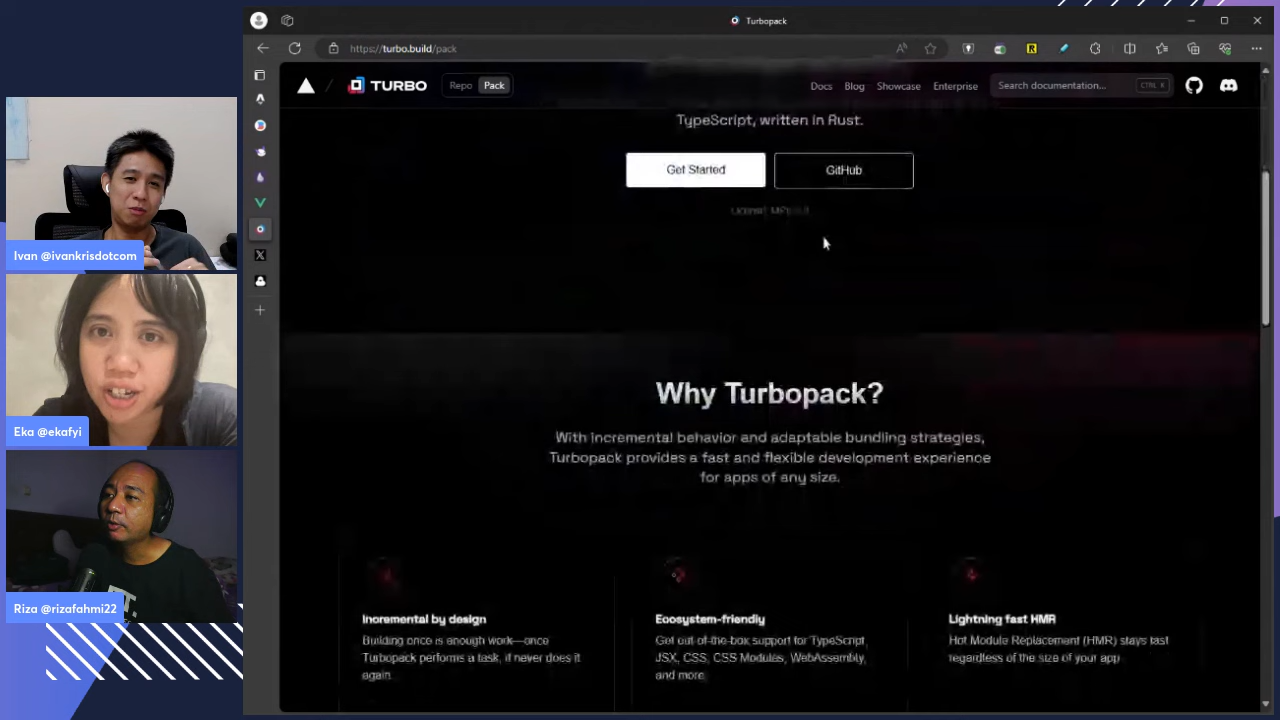 Turbopack
https://turbo.build/pack
TURBO
Repo
Pack
Docs
Blog
Showcase
Enterprise
Search documentation...
CTRL K
TypeScript, written in Rust.
Get Started
GitHub
Why Turbopack?
With incremental behavior and adaptable bundling strategies,
Turbopack provides a fast and flexible development experience
for apps of any size.
Incremental by design
Building once is enough work—once
Turbopack performs a task, it never does it
again.
Ecosystem-friendly
Get out-of-the-box support for TypeScript,
JSX, CSS, CSS Modules, WebAssembly,
and more.
Lightning fast HMR
Hot Module Replacement (HMR) stays fast
regardless of the size of your app.
Ivan @ivankrisdotcom
Eka @ekafyi
Riza @rizafahmi22